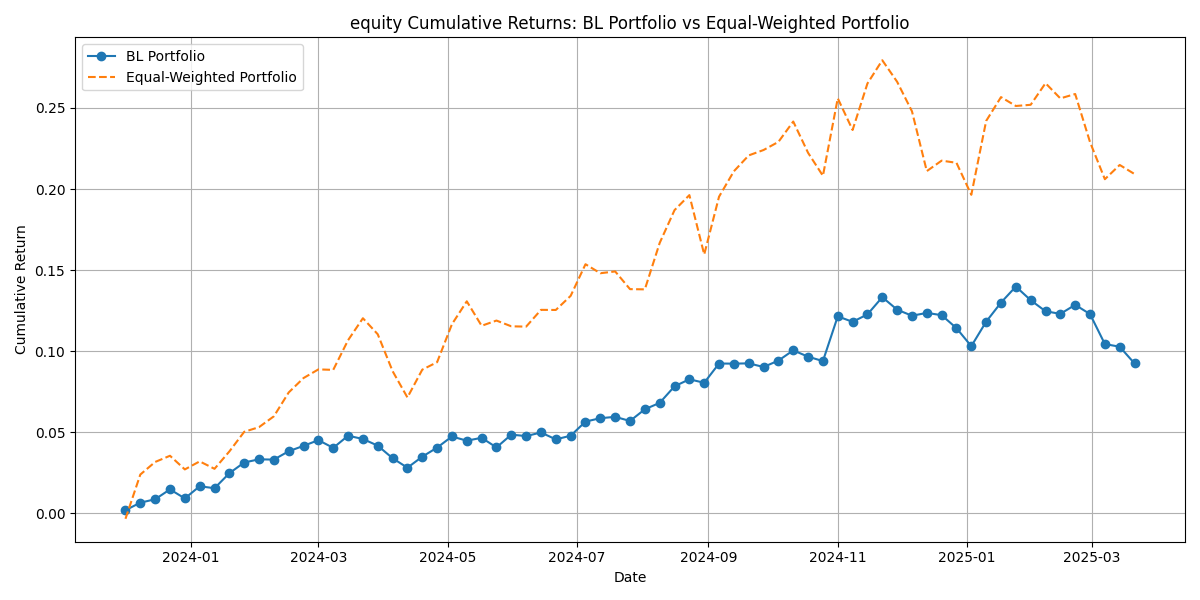 equity Cumulative Returns: BL Portfolio vs Equal-Weighted Portfolio
BL Portfolio
Equal-Weighted Portfolio
Cumulative Return
0.25
0.20
0.15
0.10
0.05
0.00
2024-01 2024-03 2024-05 2024-07 2024-09 2024-11 2025-01 2025-03
Date